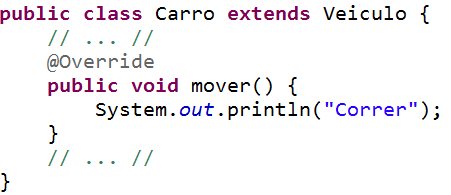 public class Carro extends Veiculo {
    // ... //
    @Override
    public void mover() {
        System.out.println("Correr");
    }
    // ... //
}